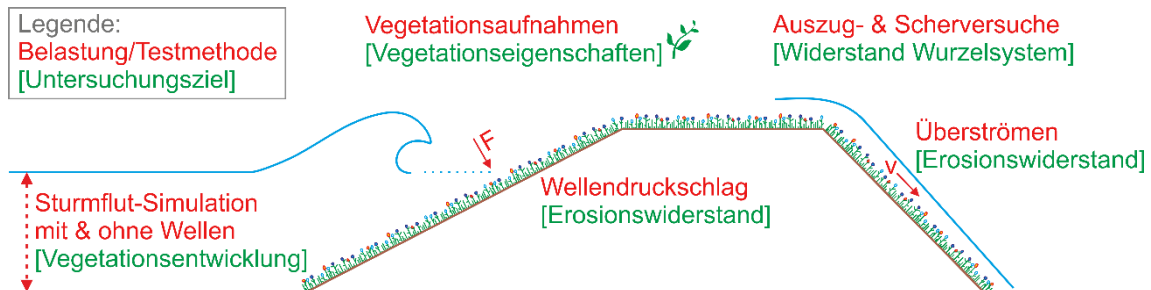 Legende:
Belastung/Testmethode
[Untersuchungsziel]
Vegetationsaufnahmen
[Vegetationseigenschaften]
Auszug- & Scherversuche
[Widerstand Wurzelsystem]
F
Überströmen
[Erosionswiderstand]
v
Wellendruckschlag
[Erosionswiderstand]
Sturmflut-Simulation
mit & ohne Wellen
[Vegetationsentwicklung]